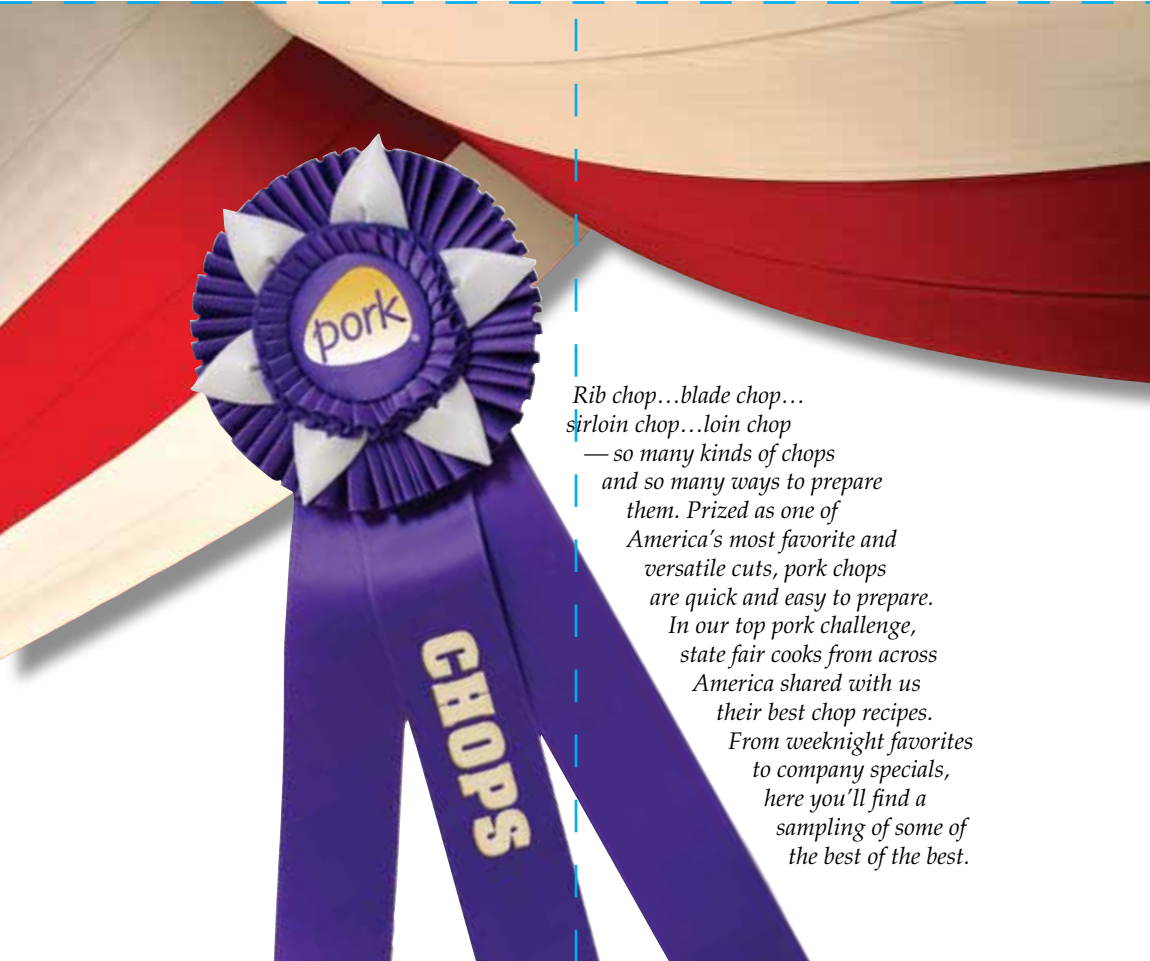 pork®
CHOPS
Rib chop…blade chop…
sirloin chop…loin chop
— so many kinds of chops
and so many ways to prepare
them. Prized as one of
America’s most favorite and
versatile cuts, pork chops
are quick and easy to prepare.
In our top pork challenge,
state fair cooks from across
America shared with us
their best chop recipes.
From weeknight favorites
to company specials,
here you’ll find a
sampling of some of
the best of the best.